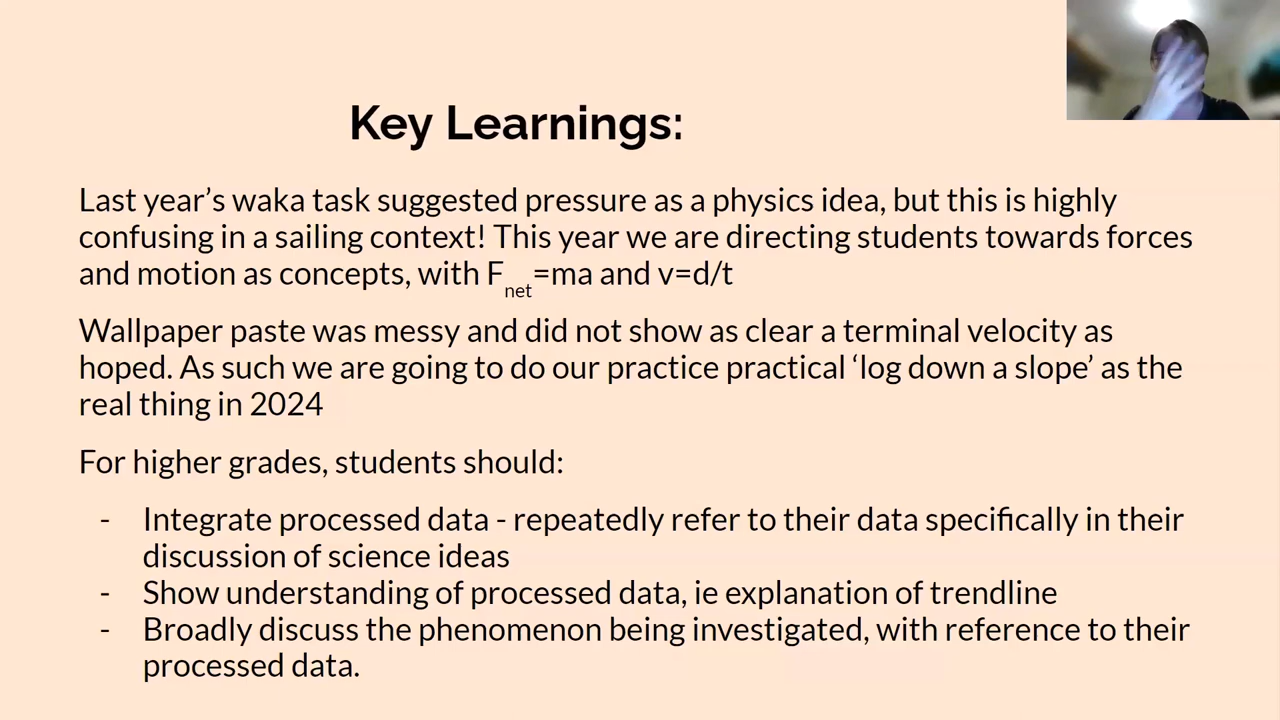 Key Learnings:
Last year’s waka task suggested pressure as a physics idea, but this is highly
confusing in a sailing context! This year we are directing students towards forces
and motion as concepts, with Fnet=ma and v=d/t
Wallpaper paste was messy and did not show as clear a terminal velocity as
hoped. As such we are going to do our practice practical ‘log down a slope’ as the
real thing in 2024
For higher grades, students should:
- Integrate processed data - repeatedly refer to their data specifically in their
discussion of science ideas
- Show understanding of processed data, ie explanation of trendline
- Broadly discuss the phenomenon being investigated, with reference to their
processed data.